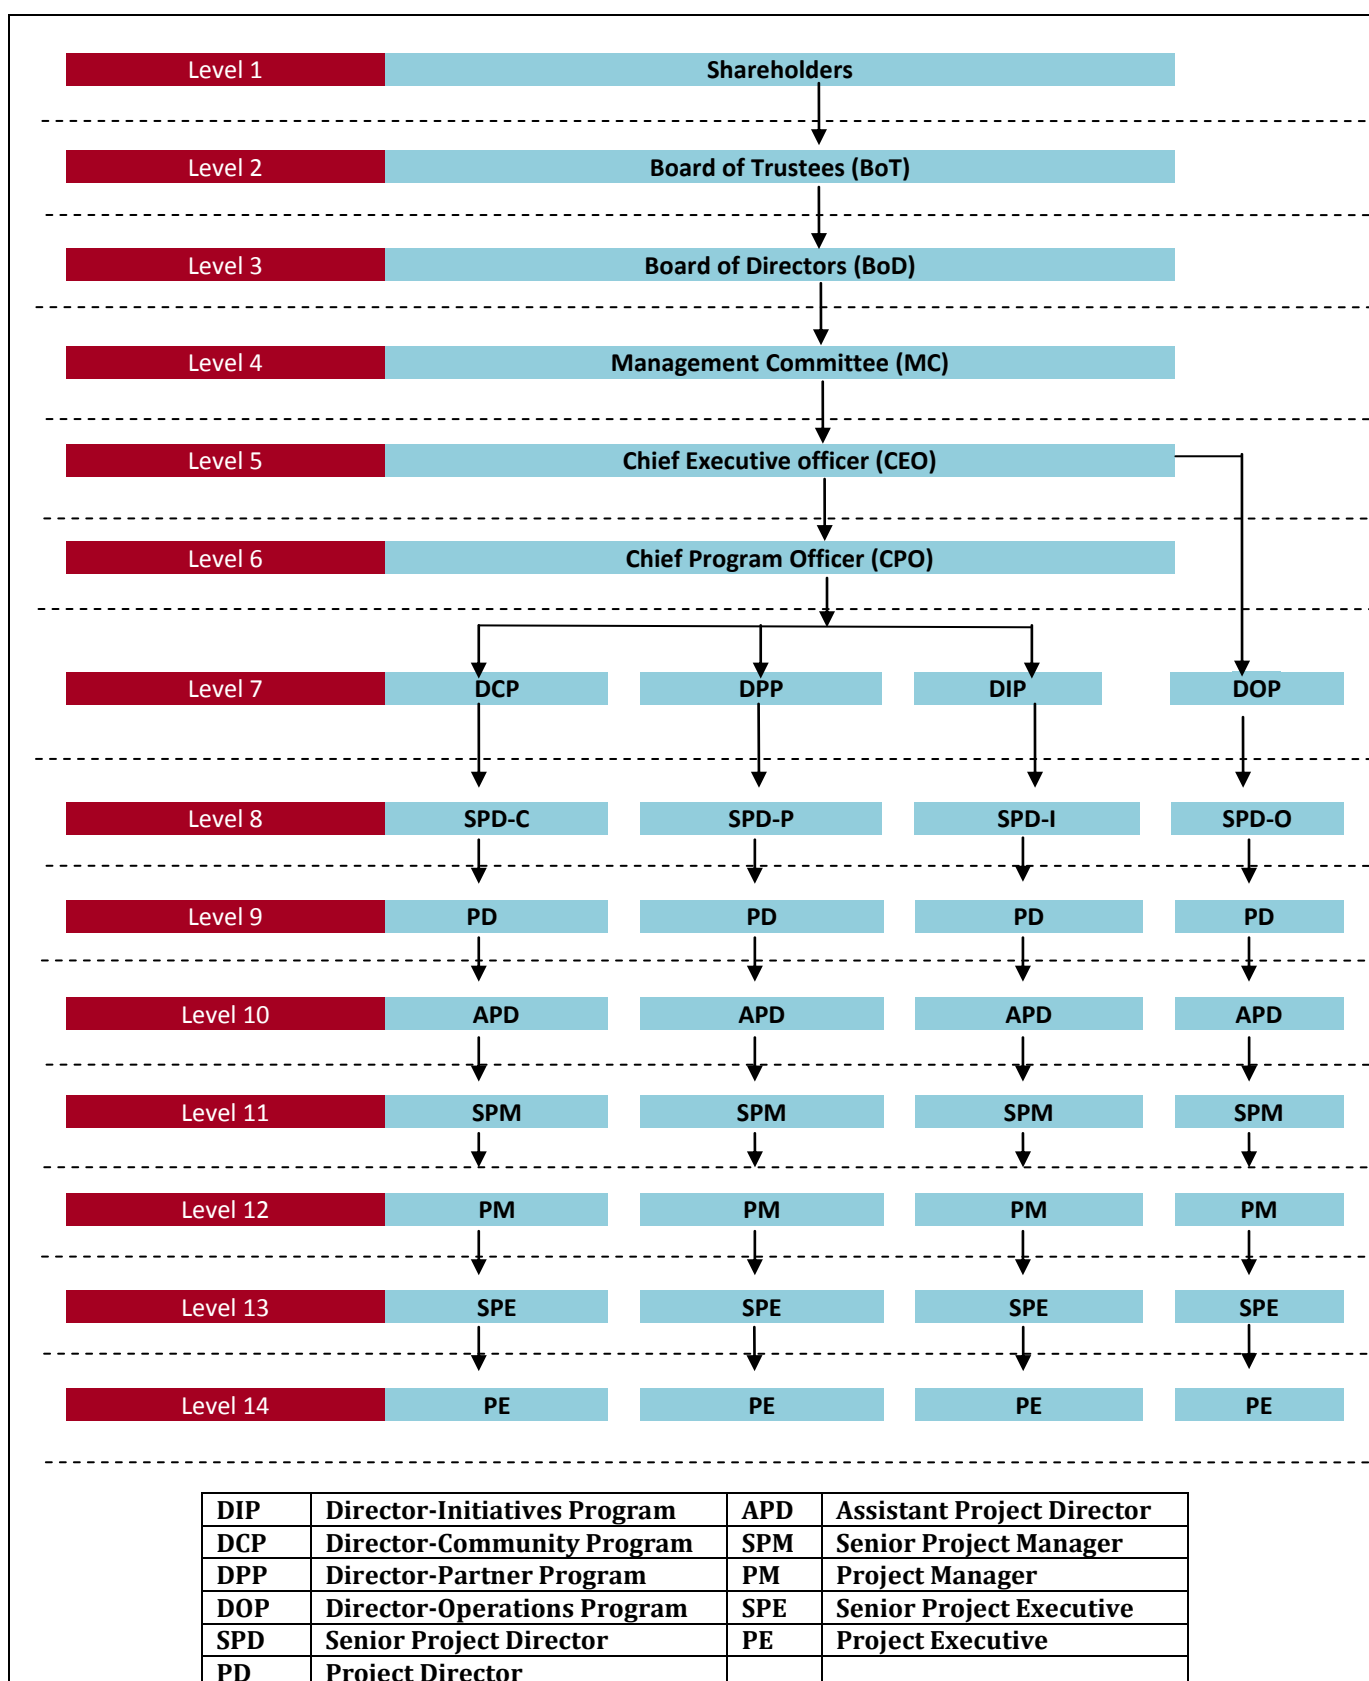 Level 1 Shareholders
Level 2 Board of Trustees (BoT)
Level 3 Board of Directors (BoD)
Level 4 Management Committee (MC)
Level 5 Chief Executive officer (CEO)
Level 6 Chief Program Officer (CPO)
Level 7 DCP DPP DIP DOP
Level 8 SPD-C SPD-P SPD-I SPD-O
Level 9 PD PD PD PD
Level 10 APD APD APD APD
Level 11 SPM SPM SPM SPM
Level 12 PM PM PM PM
Level 13 SPE SPE SPE SPE
Level 14 PE PE PE PE
DIP Director-Initiatives Program APD Assistant Project Director
DCP Director-Community Program SPM Senior Project Manager
DPP Director-Partner Program PM Project Manager
DOP Director-Operations Program SPE Senior Project Executive
SPD Senior Project Director PE Project Executive
PD Project Director